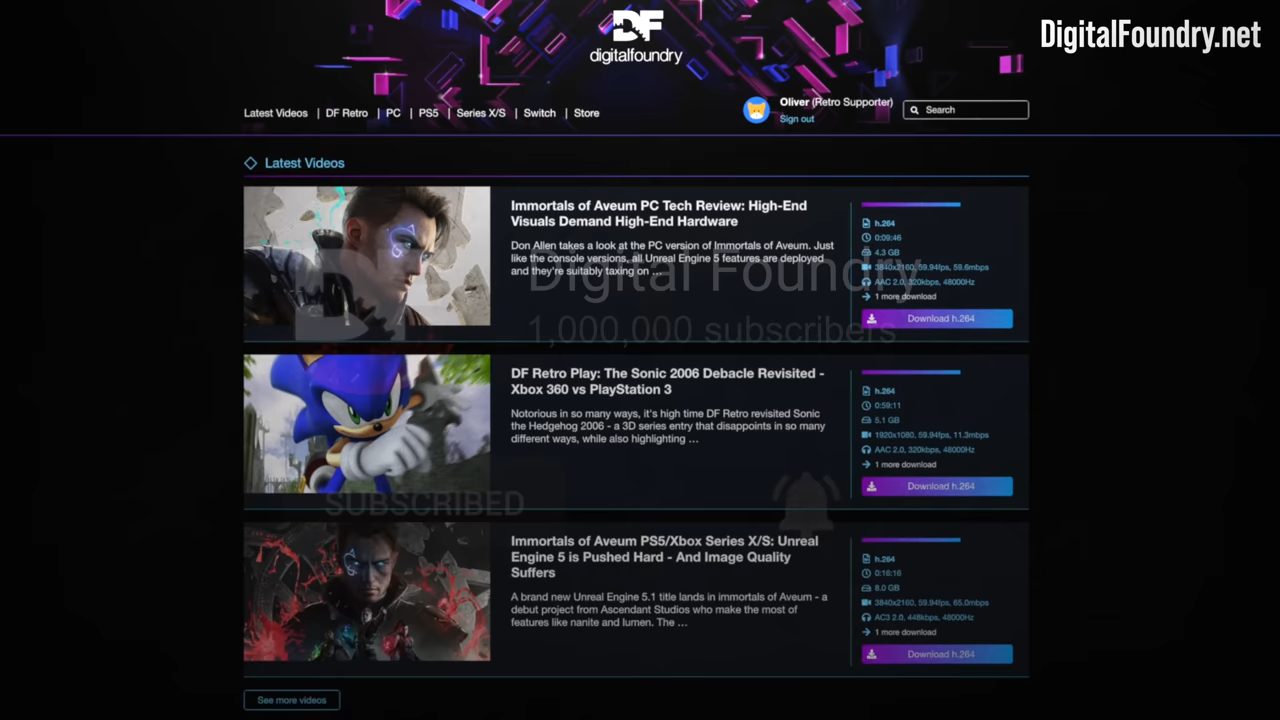 DF
digitalfoundry
DigitalFoundry.net
Latest Videos | DF Retro | PC | PS5 | Series X/S | Switch | Store
Oliver (Retro Supporter)
Sign out
Search
Latest Videos
Immortals of Aveum PC Tech Review: High-End
Visuals Demand High-End Hardware
Don Allen takes a look at the PC version of Immortals of Aveum. Just
like the console versions, all Unreal Engine 5 features are deployed
and they're suitably taxing on ...
h.264
0:09:46
4.3 GB
3840x2160, 59.94fps, 59.6mbps
AAC 2.0, 320kbps, 48000Hz
1 more download
Download h.264
Digital Foundry
1,000,000 subscribers
DF Retro Play: The Sonic 2006 Debacle Revisited -
Xbox 360 vs PlayStation 3
Notorious in so many ways, it's high time DF Retro revisited Sonic
the Hedgehog 2006 - a 3D series entry that disappoints in so many
different ways, while also highlighting ...
h.264
0:59:11
5.1 GB
1920x1080, 59.94fps, 11.3mbps
AAC 2.0, 320kbps, 48000Hz
1 more download
Download h.264
SUBSCRIBED
Immortals of Aveum PS5/Xbox Series X/S: Unreal
Engine 5 is Pushed Hard - And Image Quality
Suffers
A brand new Unreal Engine 5.1 title lands in immortals of Aveum - a
debut project from Ascendant Studios who make the most of
features like nanite and lumen. The ...
h.264
0:16:16
8.0 GB
3840x2160, 59.94fps, 65.0mbps
AC3 2.0, 448kbps, 48000Hz
1 more download
Download h.264
See more videos